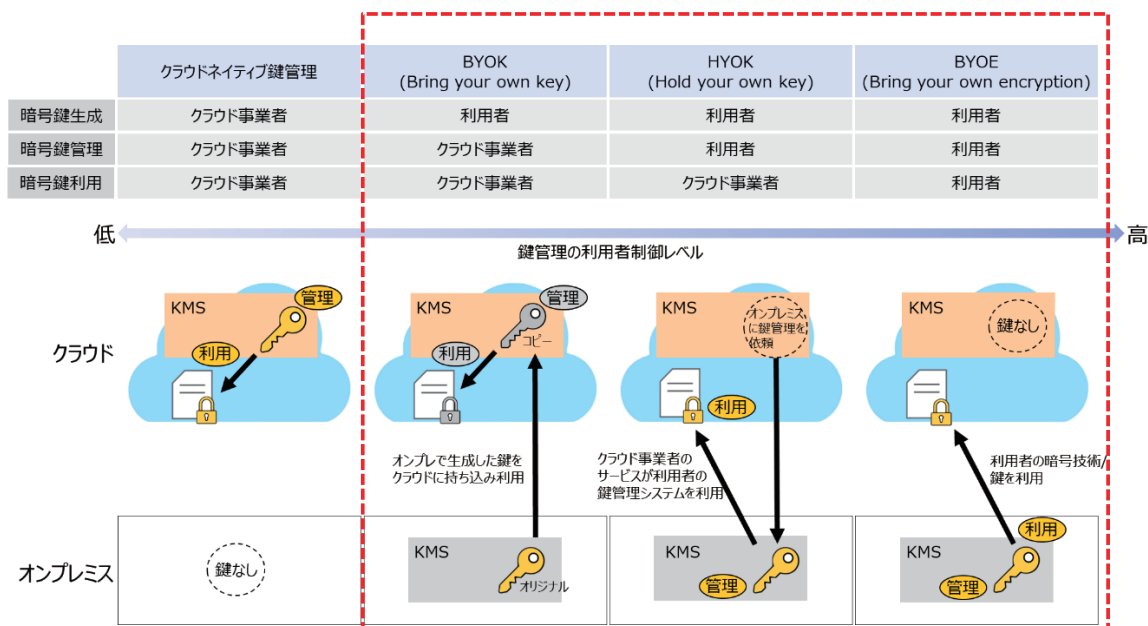 クラウドネイティブ鍵管理
BYOK
(Bring your own key)
HYOK
(Hold your own key)
BYOE
(Bring your own encryption)
暗号鍵生成 クラウド事業者 利用者 利用者 利用者
暗号鍵管理 クラウド事業者 クラウド事業者 利用者 利用者
暗号鍵利用 クラウド事業者 クラウド事業者 クラウド事業者 利用者
低 高
鍵管理の利用者制御レベル
クラウド
KMS
管理
利用
KMS
管理
コピー
利用
KMS
オンプレミス
に鍵管理を
依頼
利用
KMS
鍵なし
オンプレで生成した鍵を
クラウドに持ち込み利用
クラウド事業者の
サービスが利用者の
鍵管理システムを利用
利用者の暗号技術/
鍵を利用
オンプレミス
鍵なし
KMS
オリジナル
KMS
管理
利用
KMS
管理